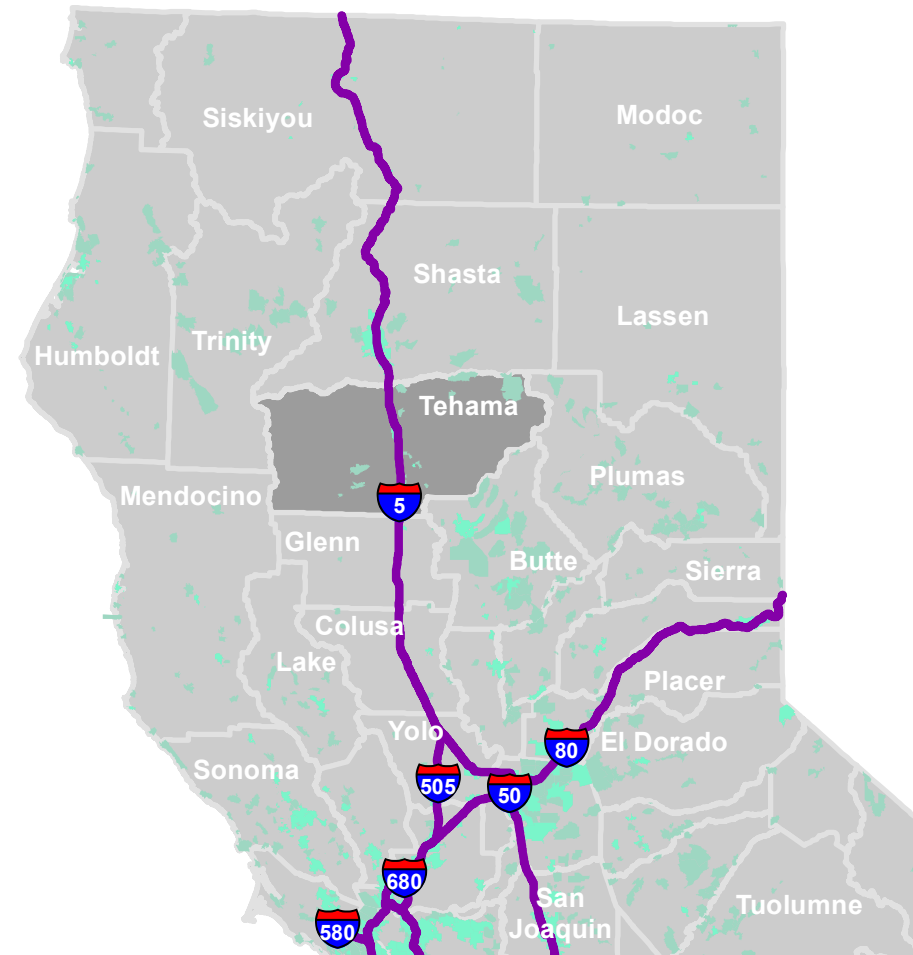 Siskiyou
Modoc
Shasta
Lassen
Trinity
Humboldt
Tehama
Plumas
Mendocino
5
Glenn
Butte
Sierra
Colusa
Lake
Placer
Yolo
El Dorado
80
Sonoma
505
50
680
San
Joaquin
Tuolumne
580